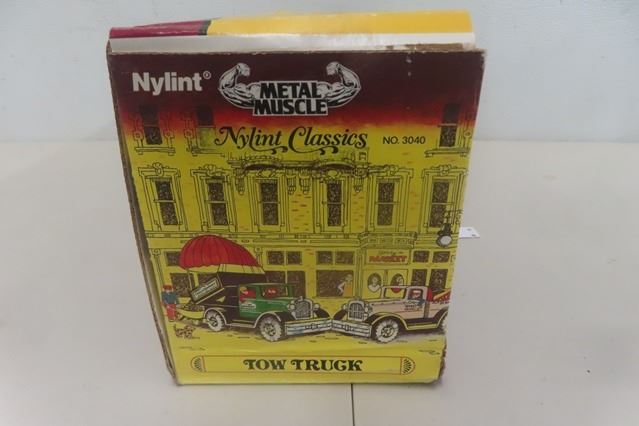 Nylint®
METAL
MUSCLE
Nylint Classics
NO. 3040
MARKET
TOW TRUCK